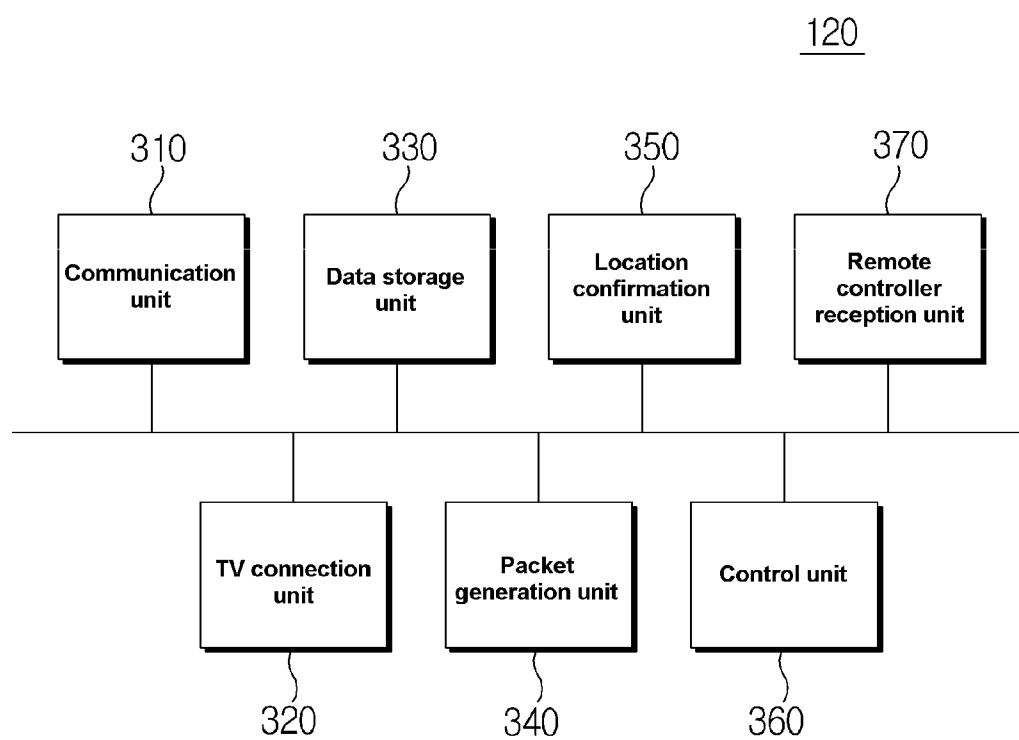 120
310
330
350
370
Communication
unit
Data storage
unit
Location
confirmation
unit
Remote
controller
reception unit
TV connection
unit
Packet
generation unit
Control unit
320
340
360